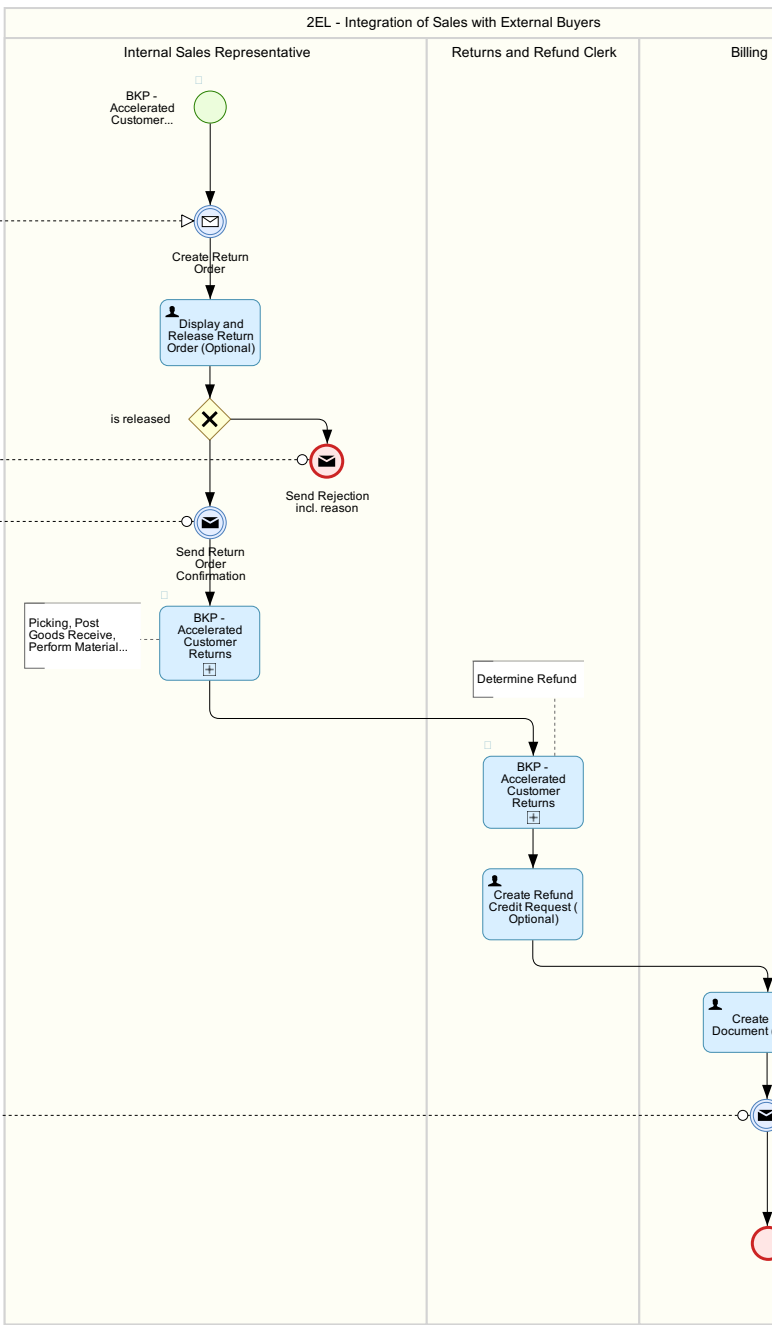 2EL - Integration of Sales with External Buyers
Internal Sales Representative
Returns and Refund Clerk
Billing
BKP -
Accelerated
Customer...
Create Return
Order
Display and
Release Return
Order (Optional)
is released
Send Rejection
incl. reason
Send Return
Order
Confirmation
Picking, Post
Goods Receive,
Perform Material...
BKP -
Accelerated
Customer
Returns
Determine Refund
BKP -
Accelerated
Customer
Returns
Create Refund
Credit Request (
Optional)
Create
Document (